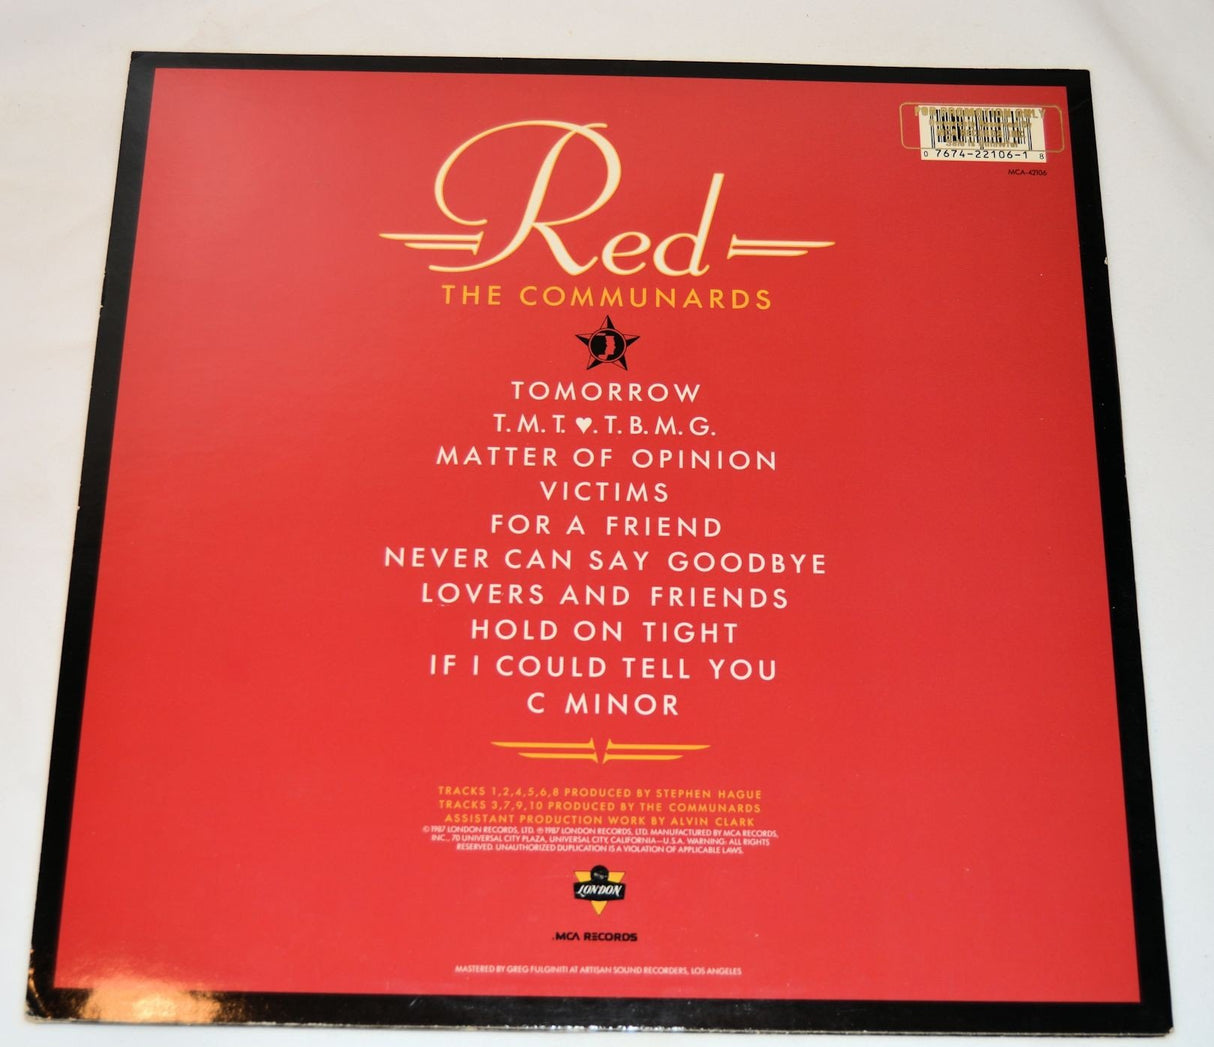 FOR PROMOTION ONLY
0 7674-22106-1 8
MCA-42106
Red
THE COMMUNARDS
TOMORROW
T.M.T. ♥. T.B.M.G.
MATTER OF OPINION
VICTIMS
FOR A FRIEND
NEVER CAN SAY GOODBYE
LOVERS AND FRIENDS
HOLD ON TIGHT
IF I COULD TELL YOU
C MINOR
TRACKS 1,2,4,5,6,8 PRODUCED BY STEPHEN HAGUE
TRACKS 3,7,9,10 PRODUCED BY THE COMMUNARDS
ASSISTANT PRODUCTION WORK BY ALVIN CLARK
© 1987 LONDON RECORDS, LTD. ℗ 1987 LONDON RECORDS, LTD. MANUFACTURED BY MCA RECORDS,
INC., 70 UNIVERSAL CITY PLAZA, UNIVERSAL CITY, CALIFORNIA—U.S.A. WARNING: ALL RIGHTS
RESERVED. UNAUTHORIZED DUPLICATION IS A VIOLATION OF APPLICABLE LAWS.
LONDON
.MCA RECORDS
MASTERED BY GREG FULGINITI AT ARTISAN SOUND RECORDERS, LOS ANGELES